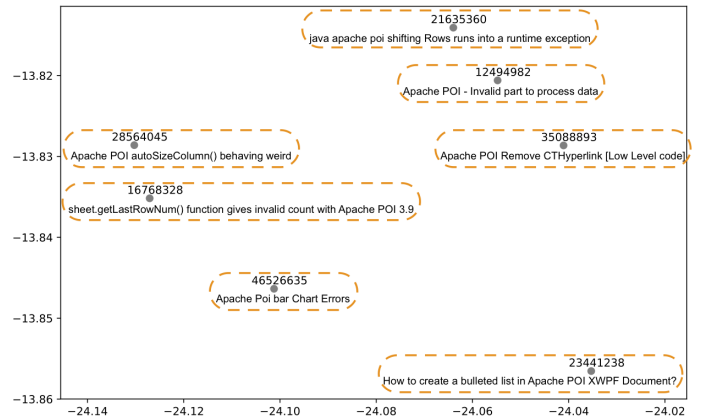 21635360
java apache poi shifting Rows runs into a runtime exception
−13.82
12494982
Apache POI - Invalid part to process data
28564045
Apache POI autoSizeColumn() behaving weird
35088893
Apache POI Remove CTHyperlink [Low Level code]
−13.83
16768328
sheet.getLastRowNum() function gives invalid count with Apache POI 3.9
−13.84
46526635
Apache Poi bar Chart Errors
−13.85
23441238
How to create a bulleted list in Apache POI XWPF Document?
−13.86
−24.14 −24.12 −24.10 −24.08 −24.06 −24.04 −24.02